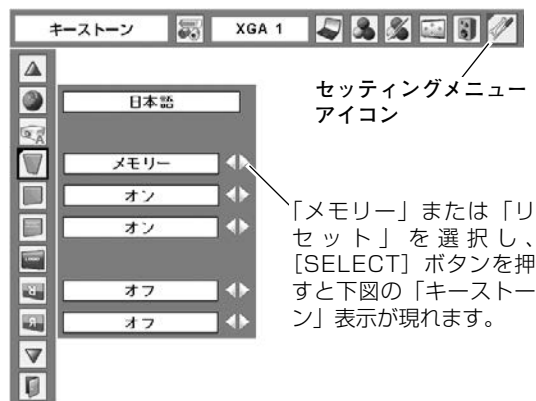 キーストーン
XGA 1
セッティングメニュー
アイコン
日本語
メモリー
オン
オン
オフ
オフ
「メモリー」または「リ
セット」を選択し、
[SELECT] ボタンを押
すと下図の「キーストー
ン」表示が現れます。